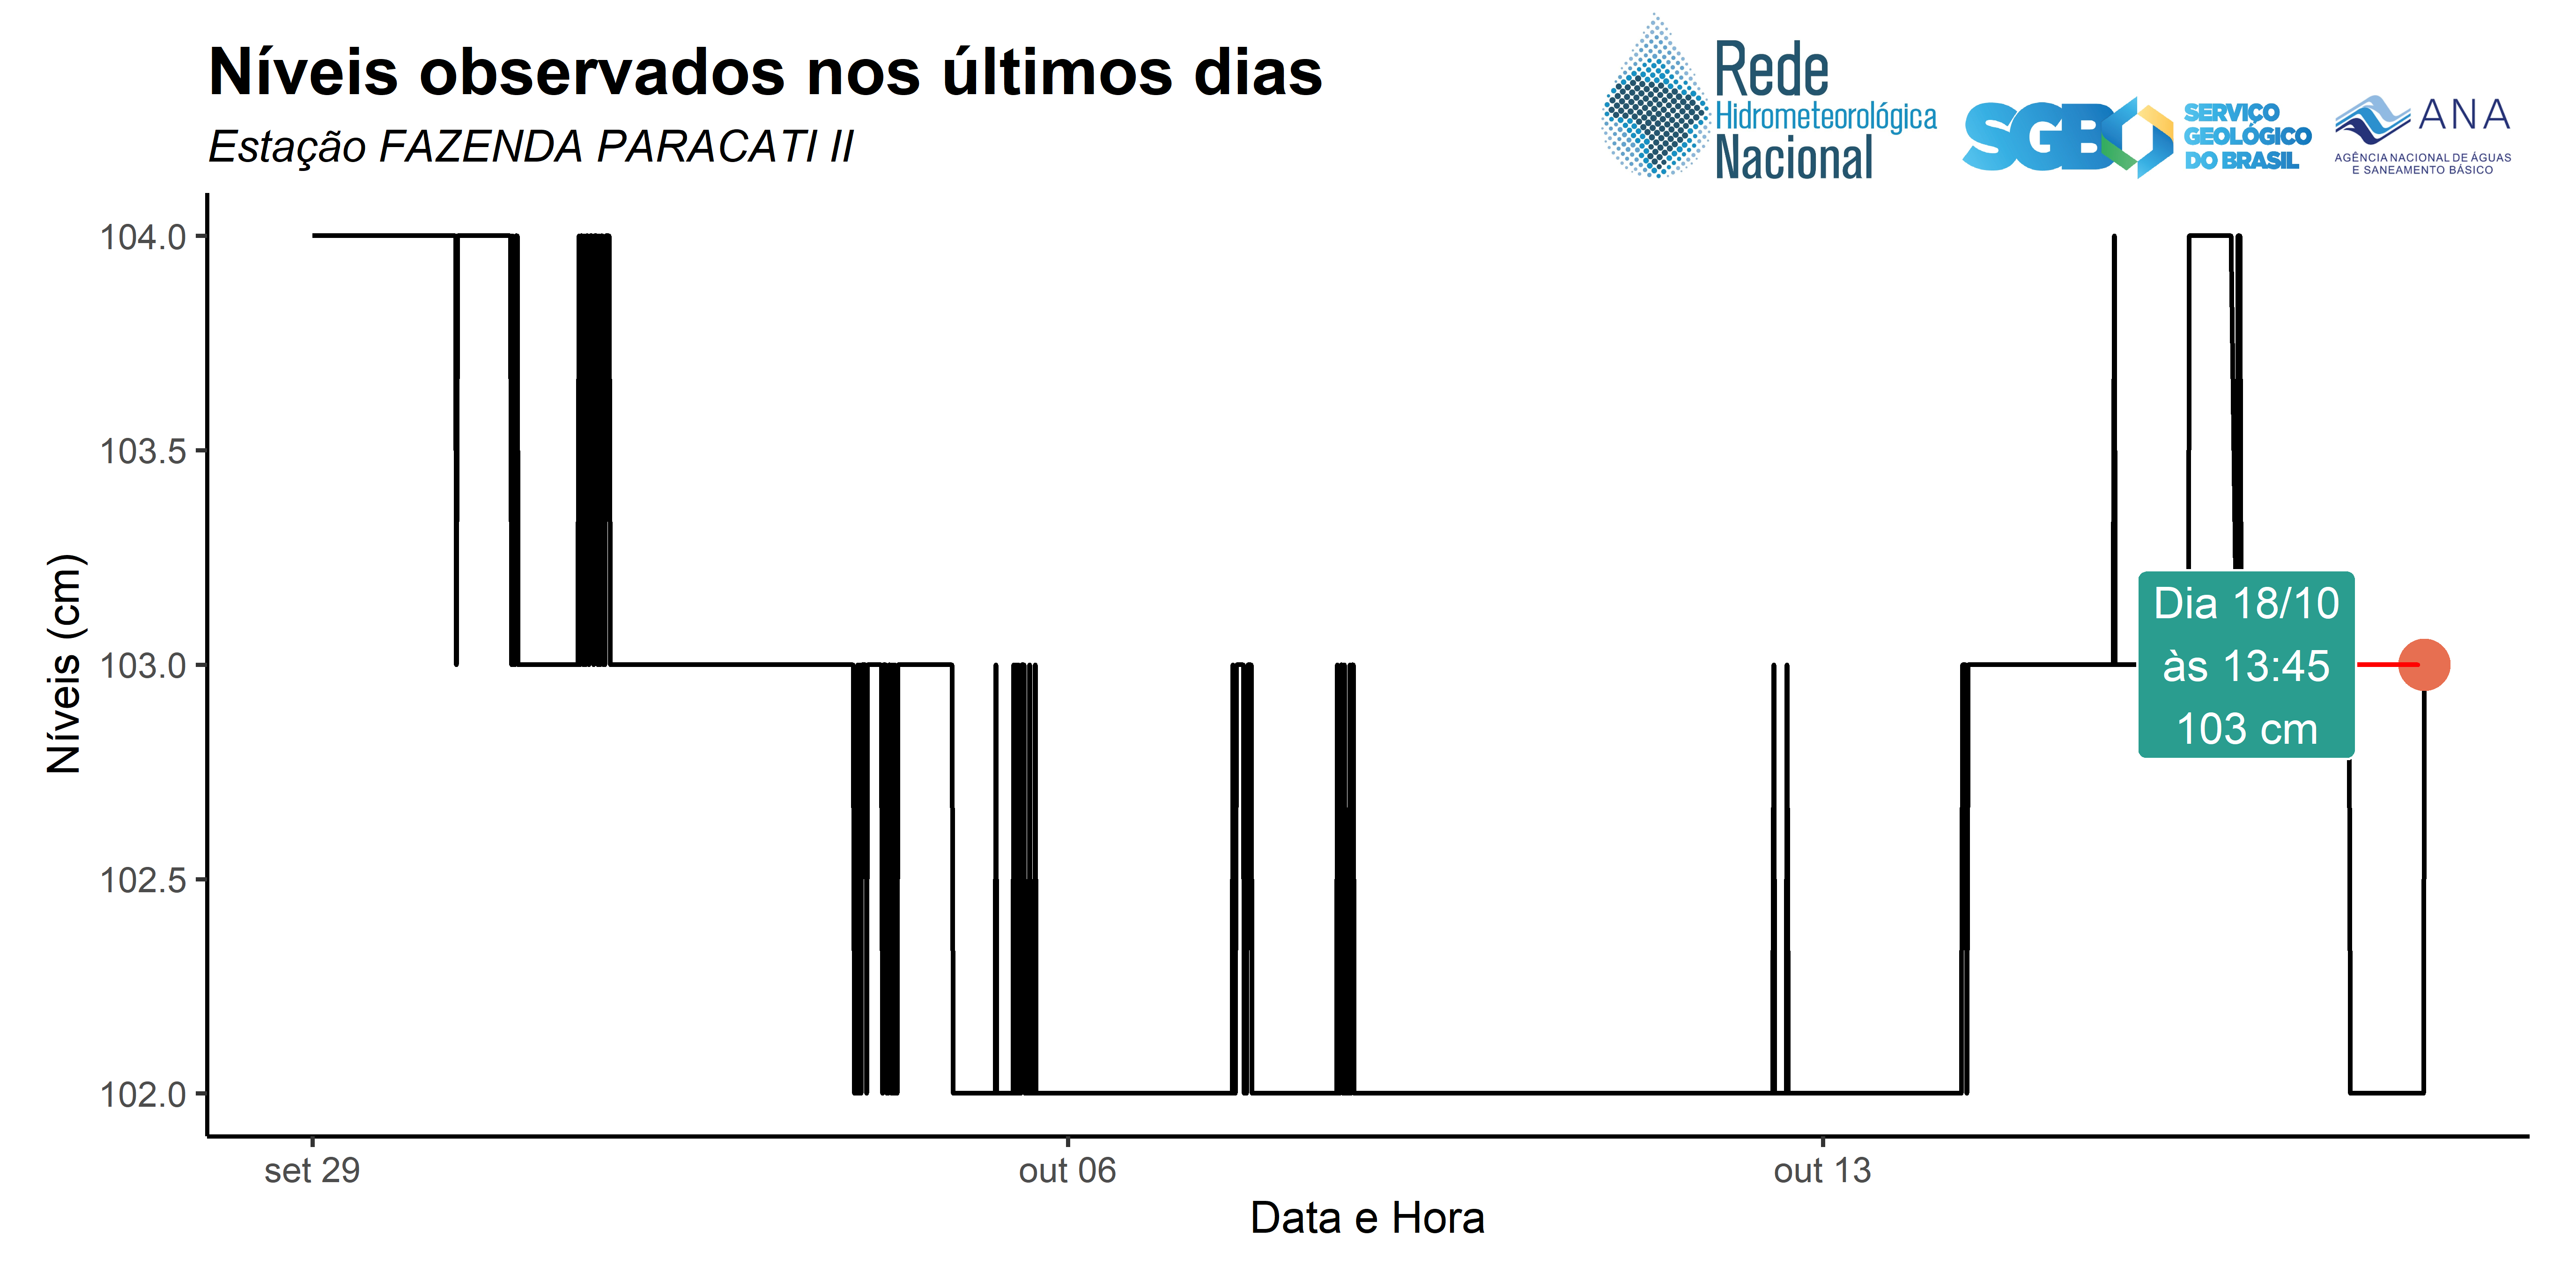 Níveis observados nos últimos dias
Estação FAZENDA PARACATI II
Rede
Hidrometeorológica
Nacional
SGB
SERVIÇO
GEOLÓGICO
DO BRASIL
ANA
AGÊNCIA NACIONAL DE ÁGUAS
E SANEAMENTO BÁSICO
Níveis (cm)
104.0
103.5
103.0
102.5
102.0
Dia 18/10
às 13:45
103 cm
set 29
out 06
out 13
Data e Hora